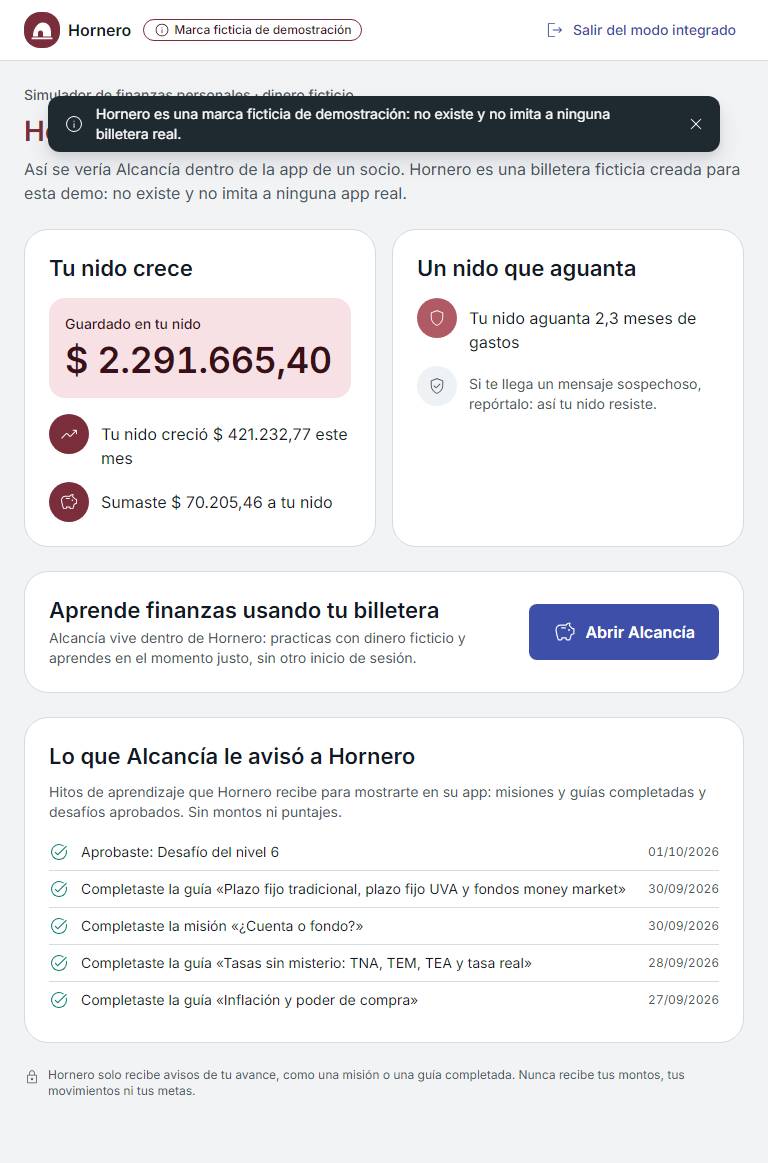 Hornero
Marca ficticia de demostración
Salir del modo integrado
Simulador de finanzas personales · dinero ficticio
Hornero es una marca ficticia de demostración: no existe y no imita a ninguna
billetera real.
Así se vería Alcancía dentro de la app de un socio. Hornero es una billetera ficticia creada para
esta demo: no existe y no imita a ninguna app real.
Tu nido crece
Guardado en tu nido
$ 2.291.665,40
Tu nido creció $ 421.232,77 este
mes
Sumaste $ 70.205,46 a tu nido
Un nido que aguanta
Tu nido aguanta 2,3 meses de
gastos
Si te llega un mensaje sospechoso,
repórtalo: así tu nido resiste.
Aprende finanzas usando tu billetera
Alcancía vive dentro de Hornero: practicas con dinero ficticio y
aprendes en el momento justo, sin otro inicio de sesión.
Abrir Alcancía
Lo que Alcancía le avisó a Hornero
Hitos de aprendizaje que Hornero recibe para mostrarte en su app: misiones y guías completadas y
desafíos aprobados. Sin montos ni puntajes.
Aprobaste: Desafío del nivel 6 01/10/2026
Completaste la guía «Plazo fijo tradicional, plazo fijo UVA y fondos money market» 30/09/2026
Completaste la misión «¿Cuenta o fondo?» 30/09/2026
Completaste la guía «Tasas sin misterio: TNA, TEM, TEA y tasa real» 28/09/2026
Completaste la guía «Inflación y poder de compra» 27/09/2026
Hornero solo recibe avisos de tu avance, como una misión o una guía completada. Nunca recibe tus montos, tus
movimientos ni tus metas.